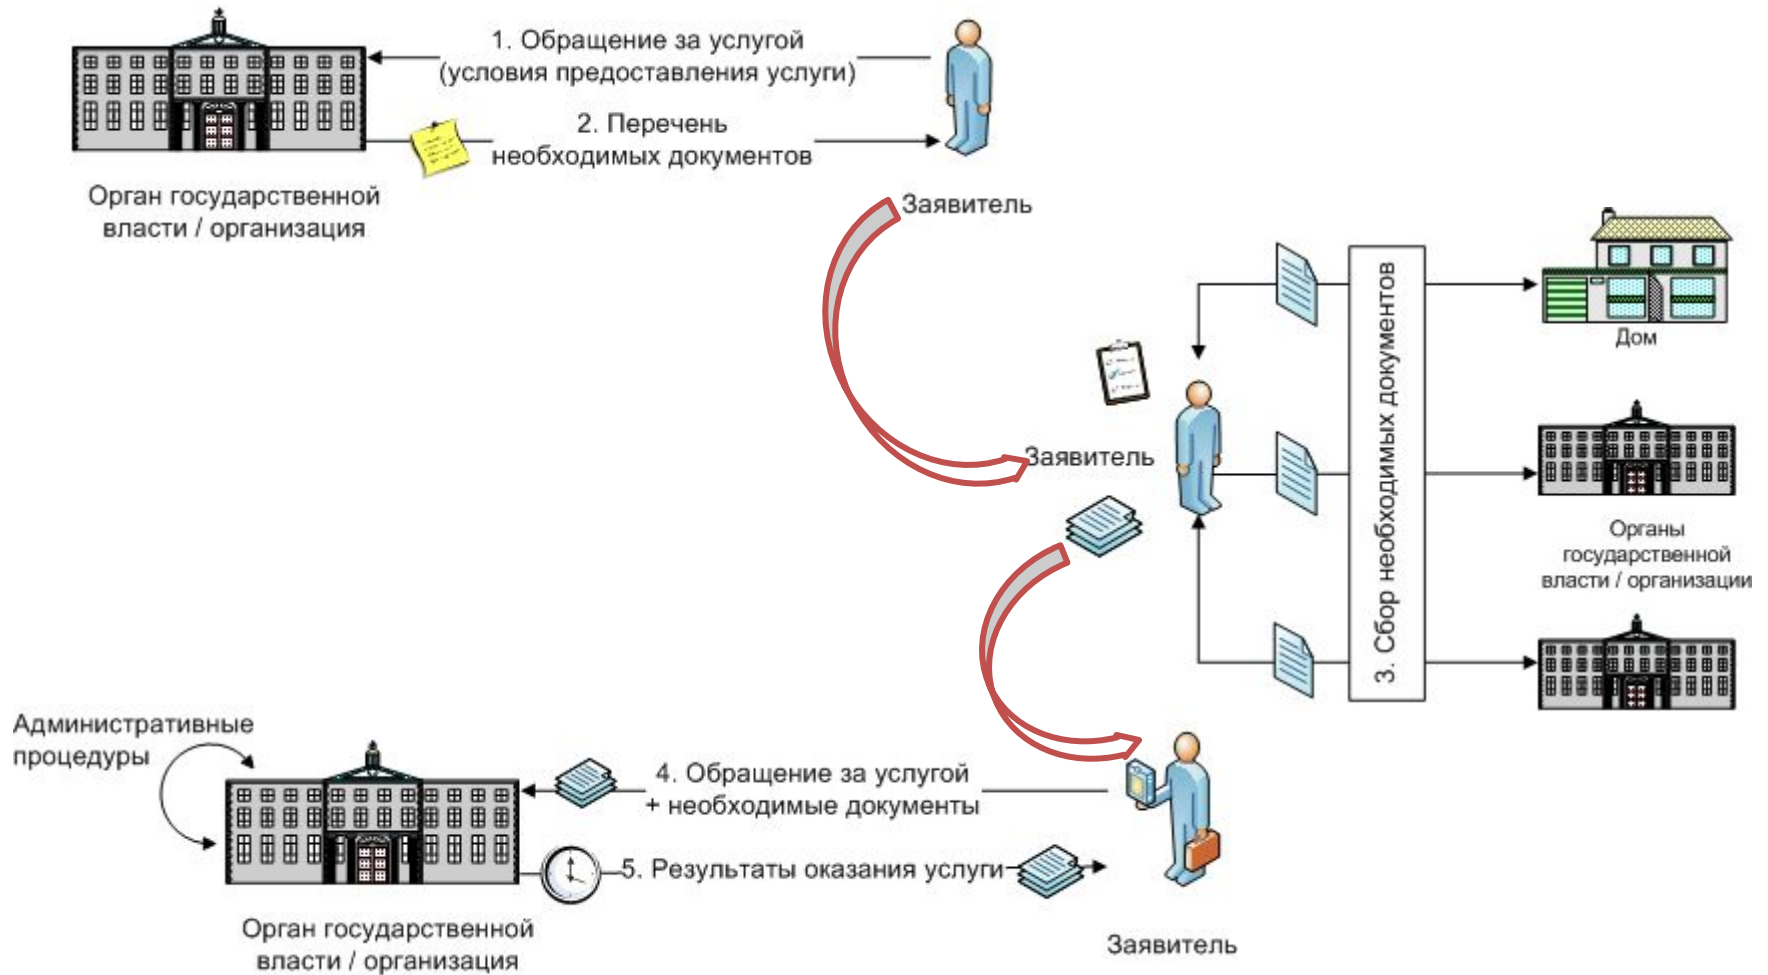 1. Обращение за услугой
(условия предоставления услуги)
2. Перечень
необходимых документов
Орган государственной
власти / организация
Заявитель
3. Сбор необходимых документов
Дом
Заявитель
Органы
государственной
власти / организации
Административные
процедуры
4. Обращение за услугой
+ необходимые документы
5. Результаты оказания услуги
Орган государственной
власти / организация
Заявитель